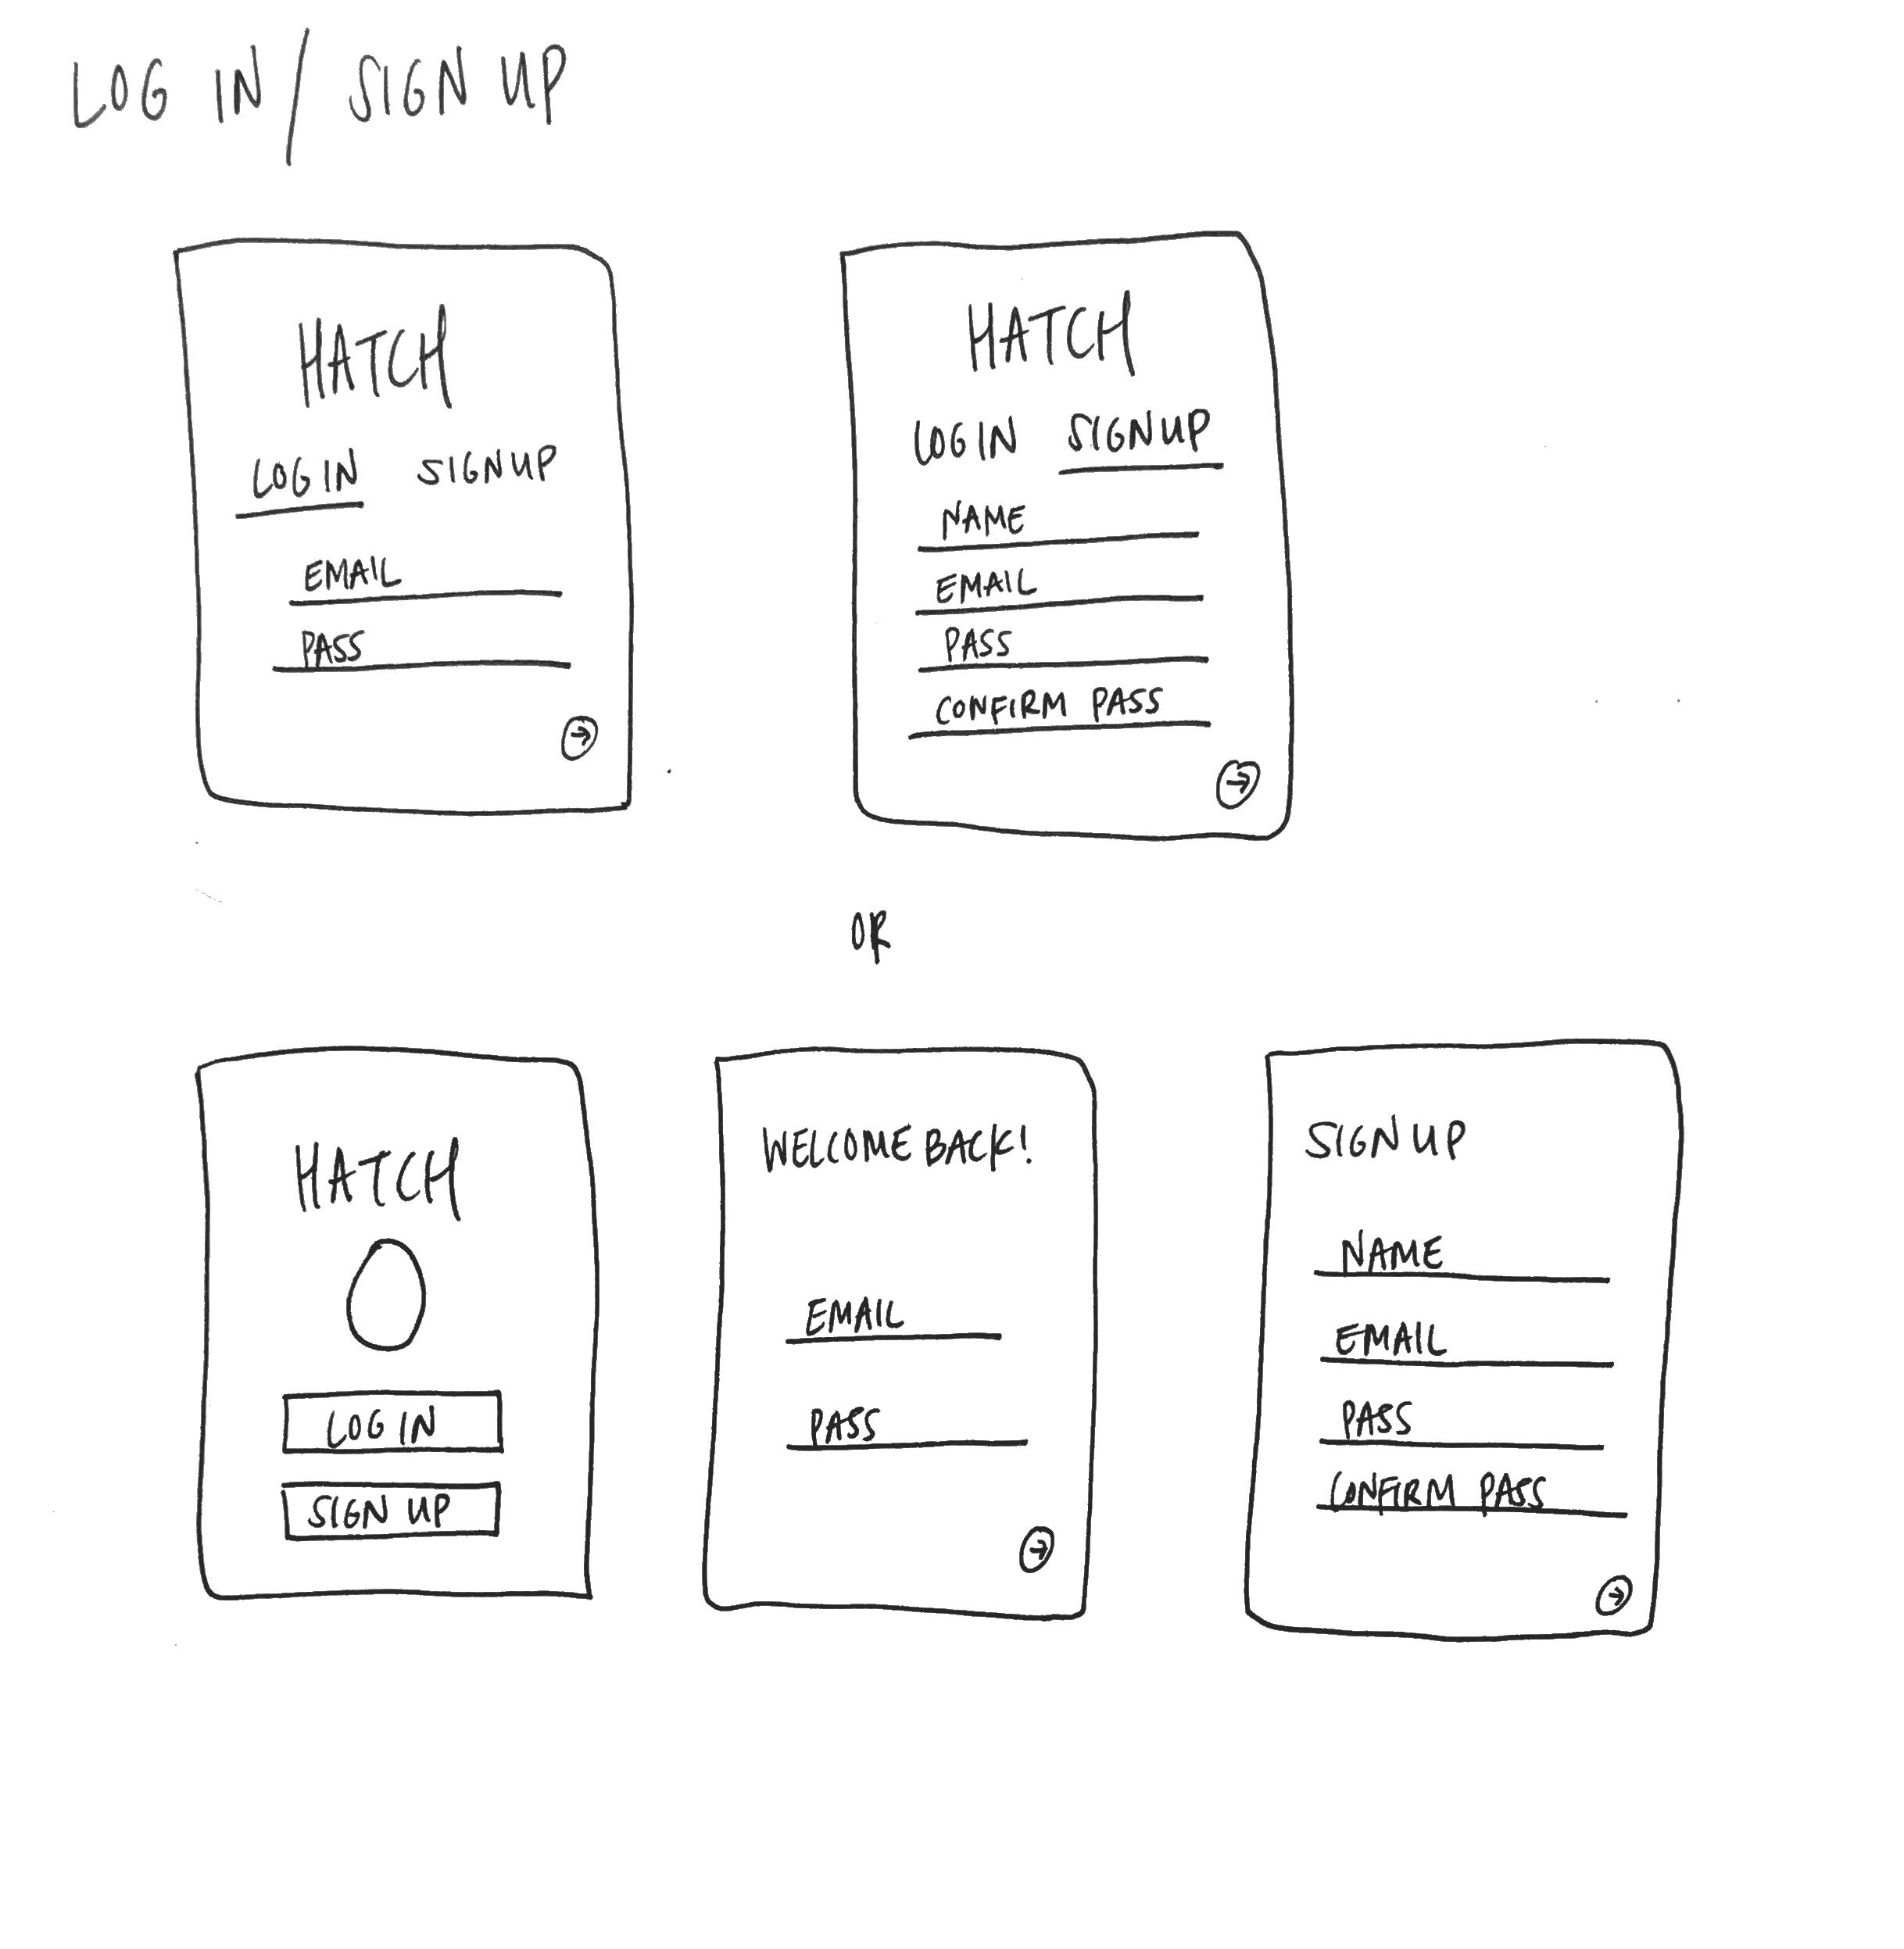 LOG IN / SIGN UP
HATCH
LOGIN SIGNUP
EMAIL
PASS
HATCH
LOGIN SIGNUP
NAME
EMAIL
PASS
CONFIRM PASS
OR
HATCH
LOG IN
SIGN UP
WELCOME BACK!
EMAIL
PASS
SIGN UP
NAME
EMAIL
PASS
CONFIRM PASS